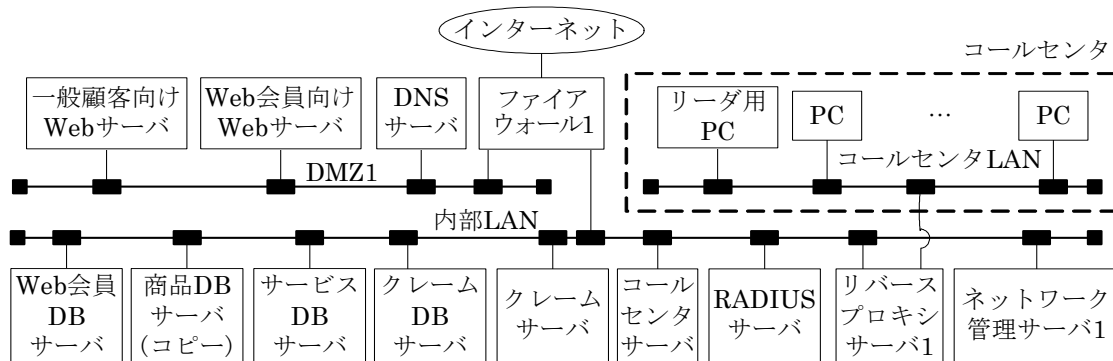 インターネット
コールセンタ
一般顧客向け
Webサーバ
Web会員向け
Webサーバ
DNS
サーバ
ファイア
ウォール1
リーダ用
PC
PC
…
PC
コールセンタLAN
DMZ1
内部LAN
Web会員
DB
サーバ
商品DB
サーバ
(コピー)
サービス
DB
サーバ
クレーム
DB
サーバ
クレーム
サーバ
コール
センタ
サーバ
RADIUS
サーバ
リバース
プロキシ
サーバ1
ネットワーク
管理サーバ1